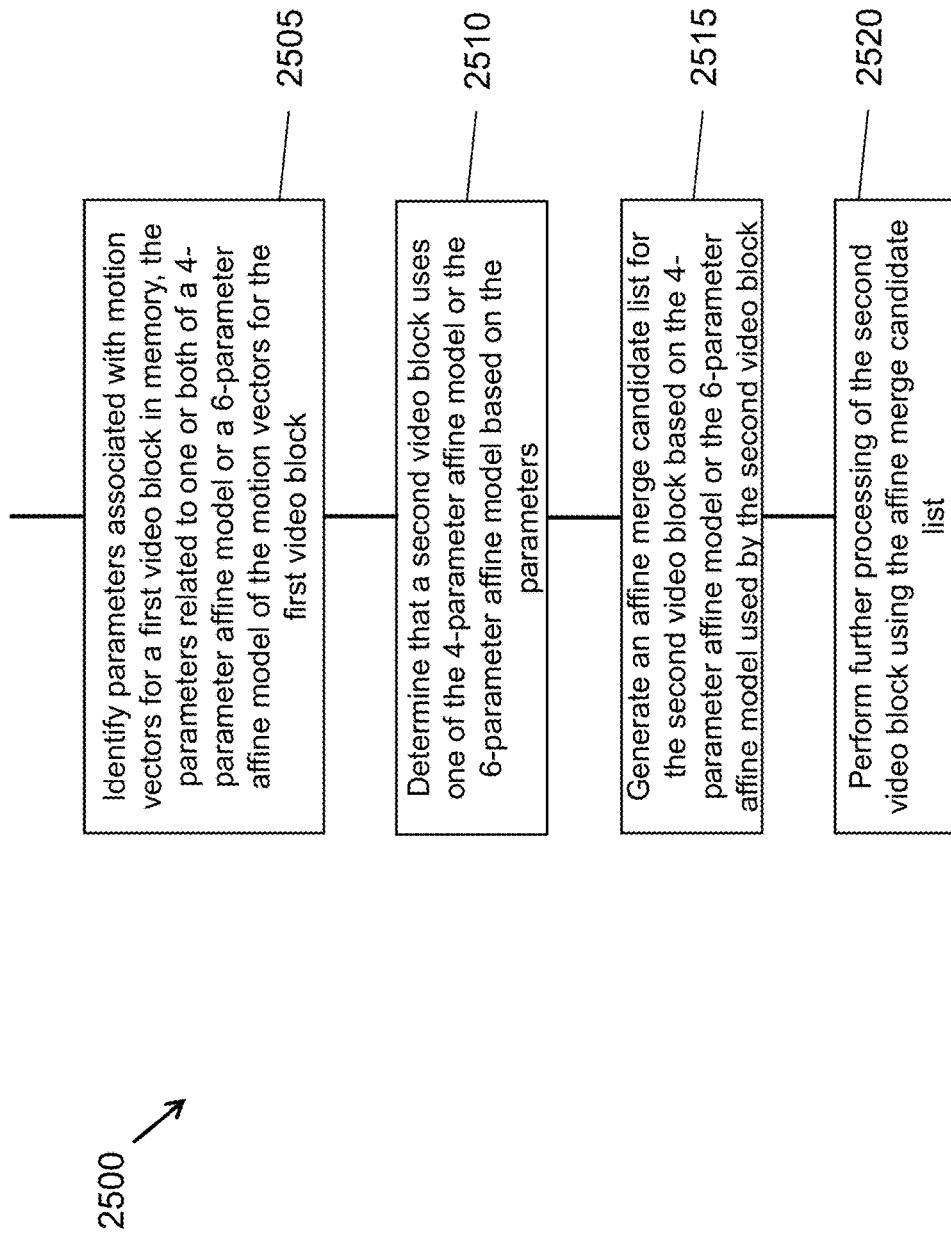 2500
Identify parameters associated with motion
vectors for a first video block in memory, the
parameters related to one or both of a 4-
parameter affine model or a 6-parameter
affine model of the motion vectors for the
first video block
2505
Determine that a second video block uses
one of the 4-parameter affine model or the
6-parameter affine model based on the
parameters
2510
Generate an affine merge candidate list for
the second video block based on the 4-
parameter affine model or the 6-parameter
affine model used by the second video block
2515
Perform further processing of the second
video block using the affine merge candidate
list
2520